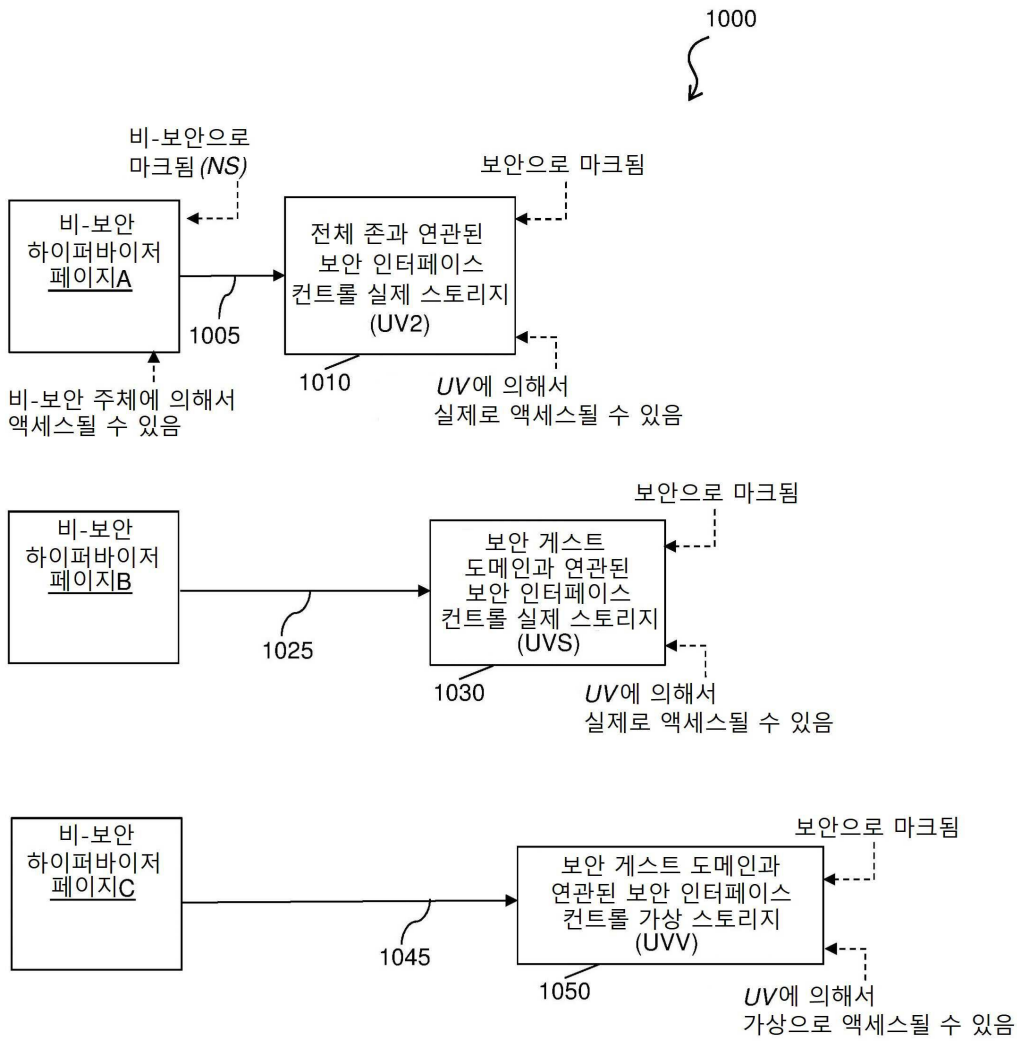 1000
비-보안으로
마크됨(NS)
보안으로 마크됨
비-보안
하이퍼바이저
페이지A
전체 존과 연관된
보안 인터페이스
컨트롤 실제 스토리지
(UV2)
1005
1010
비-보안 주체에 의해서
액세스될 수 있음
UV에 의해서
실제로 액세스될 수 있음
보안으로 마크됨
비-보안
하이퍼바이저
페이지B
보안 게스트
도메인과 연관된
보안 인터페이스
컨트롤 실제 스토리지
(UVS)
1025
1030
UV에 의해서
실제로 액세스될 수 있음
보안으로 마크됨
비-보안
하이퍼바이저
페이지C
보안 게스트 도메인과
연관된 보안 인터페이스
컨트롤 가상 스토리지
(UVV)
1045
1050
UV에 의해서
가상으로 액세스될 수 있음